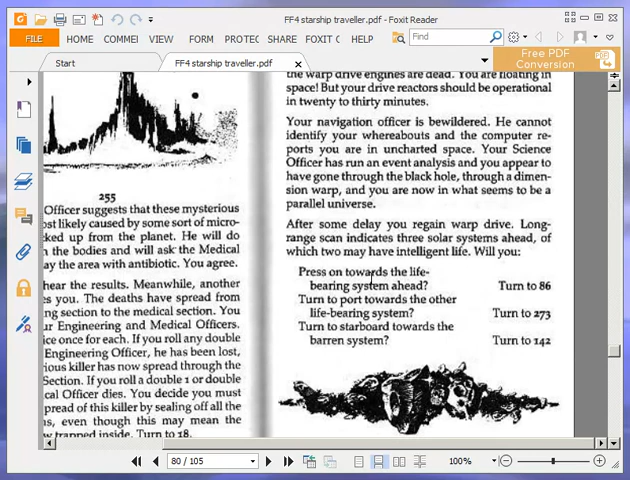 FF4 starship traveller.pdf - Foxit Reader
FILE HOME COMMEI VIEW FORM PROTEC SHARE FOXIT C HELP Find
Free PDF
Conversion
Start FF4 starship traveller.pdf
255
Officer suggests that these mysterious
ost likely caused by some sort of micro-
ked up from the planet. He will do
n the bodies and will ask the Medical
ay the area with antibiotic. You agree.
hear the results. Meanwhile, another
es you. The deaths have spread from
ng section to the medical section. You
ur Engineering and Medical Officers.
ice once for each. If you roll any double
Engineering Officer, he has been lost,
rious killer has now spread through the
Section. If you roll a double 1 or double
cal Officer dies. You decide you must
pread of this killer by sealing off all the
s, even though this may mean the
w trapped inside. Turn to 18.
the warp drive engines are dead. You are floating in
space! But your drive reactors should be operational
in twenty to thirty minutes.
Your navigation officer is bewildered. He cannot
identify your whereabouts and the computer re-
ports you are in uncharted space. Your Science
Officer has run an event analysis and you appear to
have gone through the black hole, through a dimen-
sion warp, and you are now in what seems to be a
parallel universe.
After some delay you regain warp drive. Long-
range scan indicates three solar systems ahead, of
which two may have intelligent life. Will you:
Press on towards the life-
bearing system ahead? Turn to 86
Turn to port towards the other
life-bearing system? Turn to 273
Turn to starboard towards the
barren system? Turn to 142
80 / 105 100%